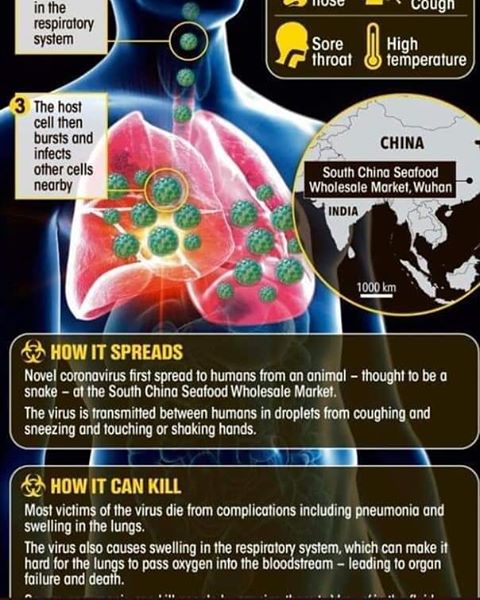 in the
respiratory
system
nose
Cough
Sore
throat
High
temperature
3 The host
cell then
bursts and
infects
other cells
nearby
CHINA
South China Seafood
Wholesale Market, Wuhan
INDIA
1000 km
HOW IT SPREADS
Novel coronavirus first spread to humans from an animal – thought to be a
snake – at the South China Seafood Wholesale Market.
The virus is transmitted between humans in droplets from coughing and
sneezing and touching or shaking hands.
HOW IT CAN KILL
Most victims of the virus die from complications including pneumonia and
swelling in the lungs.
The virus also causes swelling in the respiratory system, which can make it
hard for the lungs to pass oxygen into the bloodstream – leading to organ
failure and death.